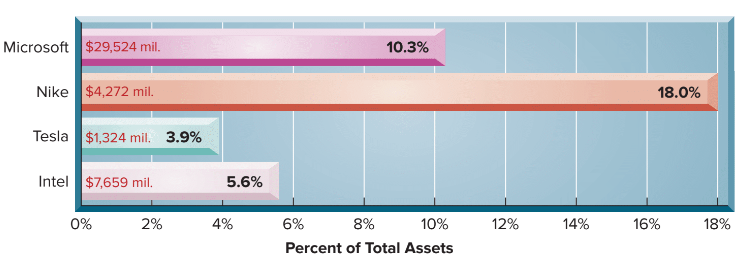 Microsoft $29,524 mil. 10.3%
Nike $4,272 mil. 18.0%
Tesla $1,324 mil. 3.9%
Intel $7,659 mil. 5.6%
0% 2% 4% 6% 8% 10% 12% 14% 16% 18%
Percent of Total Assets